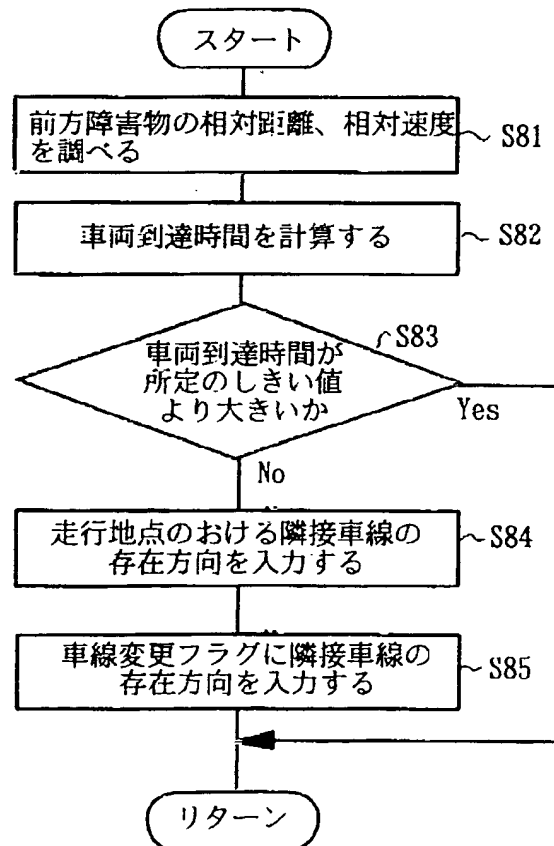 スタート
前方障害物の相対距離、相対速度
を調べる
S81
車両到達時間を計算する
S82
S83
車両到達時間が
所定のしきい値
より大きいか
Yes
No
走行地点のおける隣接車線の
存在方向を入力する
S84
車線変更フラグに隣接車線の
存在方向を入力する
S85
リターン